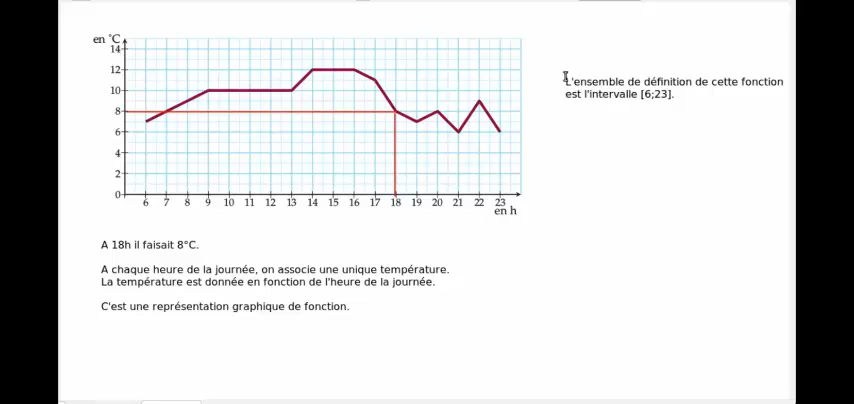 en °C
14
12
10
8
6
4
2
0
6 7 8 9 10 11 12 13 14 15 16 17 18 19 20 21 22 23
en h
L'ensemble de définition de cette fonction
est l'intervalle [6;23].
A 18h il faisait 8°C.
A chaque heure de la journée, on associe une unique température.
La température est donnée en fonction de l'heure de la journée.
C'est une représentation graphique de fonction.